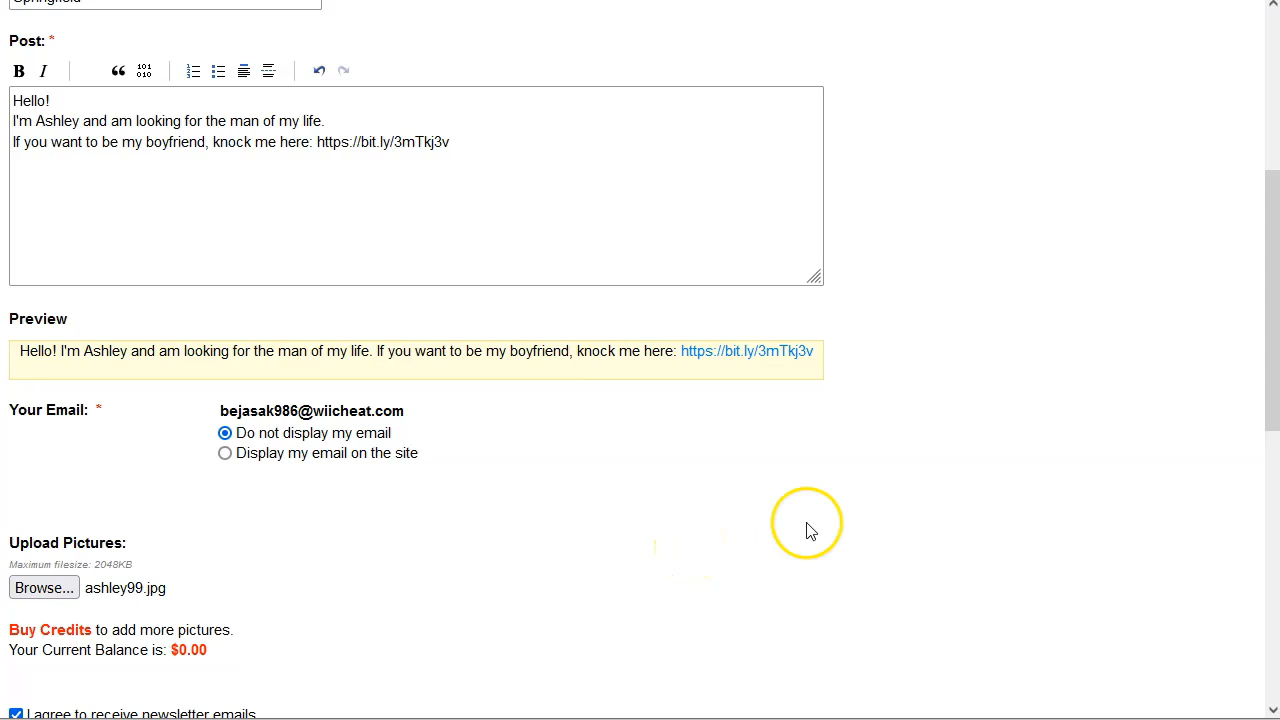 Springfield
Post: *
B I 101 010
Hello!
I'm Ashley and am looking for the man of my life.
If you want to be my boyfriend, knock me here: https://bit.ly/3mTkj3v
Preview
Hello! I'm Ashley and am looking for the man of my life. If you want to be my boyfriend, knock me here: https://bit.ly/3mTkj3v
Your Email: * bejasak986@wiicheat.com
Do not display my email
Display my email on the site
Upload Pictures:
Maximum filesize: 2048KB
Browse... ashley99.jpg
Buy Credits to add more pictures.
Your Current Balance is: $0.00
I agree to receive newsletter emails